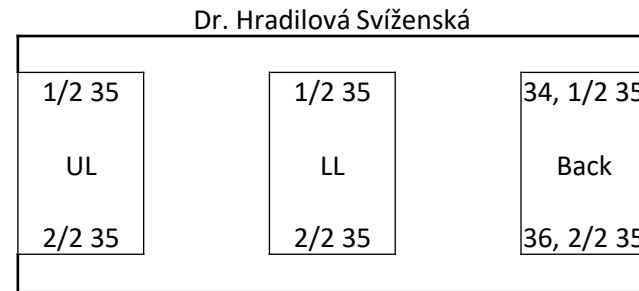 Dr. Hradilová Svíženská
1/2 35 1/2 35 34, 1/2 35
UL LL Back
2/2 35 2/2 35 36, 2/2 35